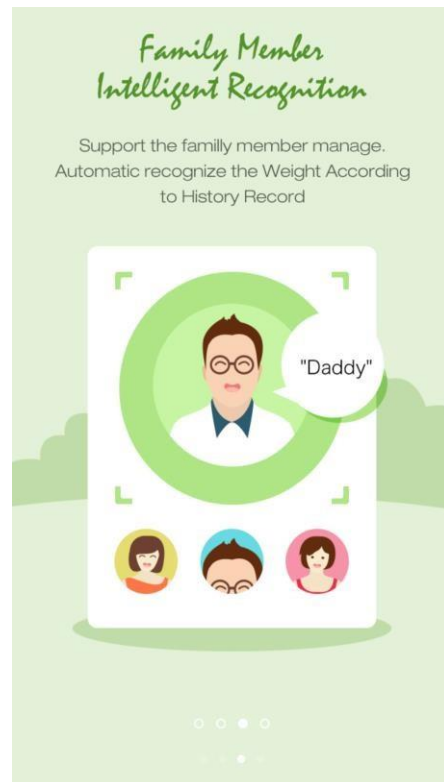 Family Member
Intelligent Recognition
Support the familly member manage.
Automatic recognize the Weight According
to History Record
"Daddy"